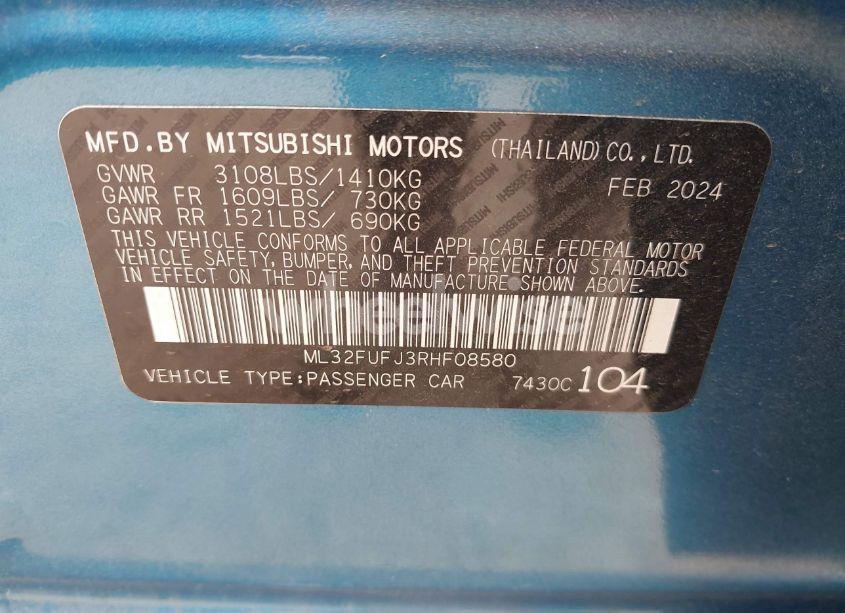 MFD.BY MITSUBISHI MOTORS (THAILAND)CO.,LTD.
GVWR 3108LBS/1410KG FEB 2024
GAWR FR 1609LBS/ 730KG
GAWR RR 1521LBS/ 690KG
THIS VEHICLE CONFORMS TO ALL APPLICABLE FEDERAL MOTOR
VEHICLE SAFETY, BUMPER, AND THEFT PREVENTION STANDARDS
IN EFFECT ON THE DATE OF MANUFACTURE SHOWN ABOVE.
ML32FUFJ3RHF08580
VEHICLE TYPE:PASSENGER CAR 7430C 104